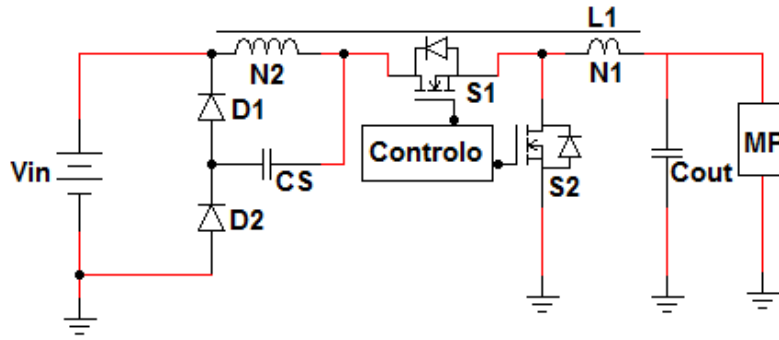 L1
N2
S1
N1
D1
Controlo
MP
Vin
CS
S2
Cout
D2